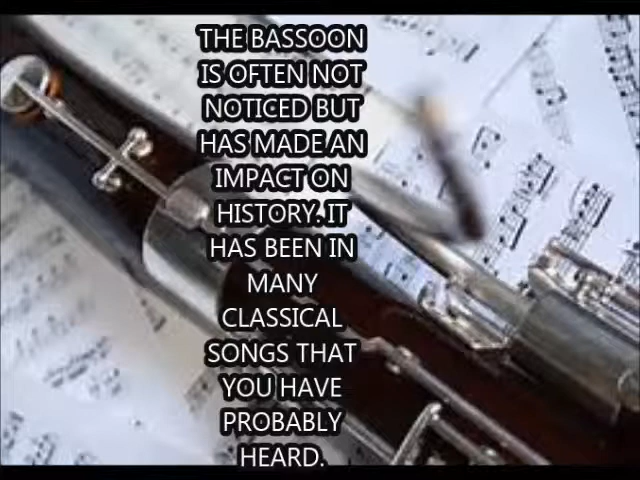 THE BASSOON
IS OFTEN NOT
NOTICED BUT
HAS MADE AN
IMPACT ON
HISTORY. IT
HAS BEEN IN
MANY
CLASSICAL
SONGS THAT
YOU HAVE
PROBABLY
HEARD.